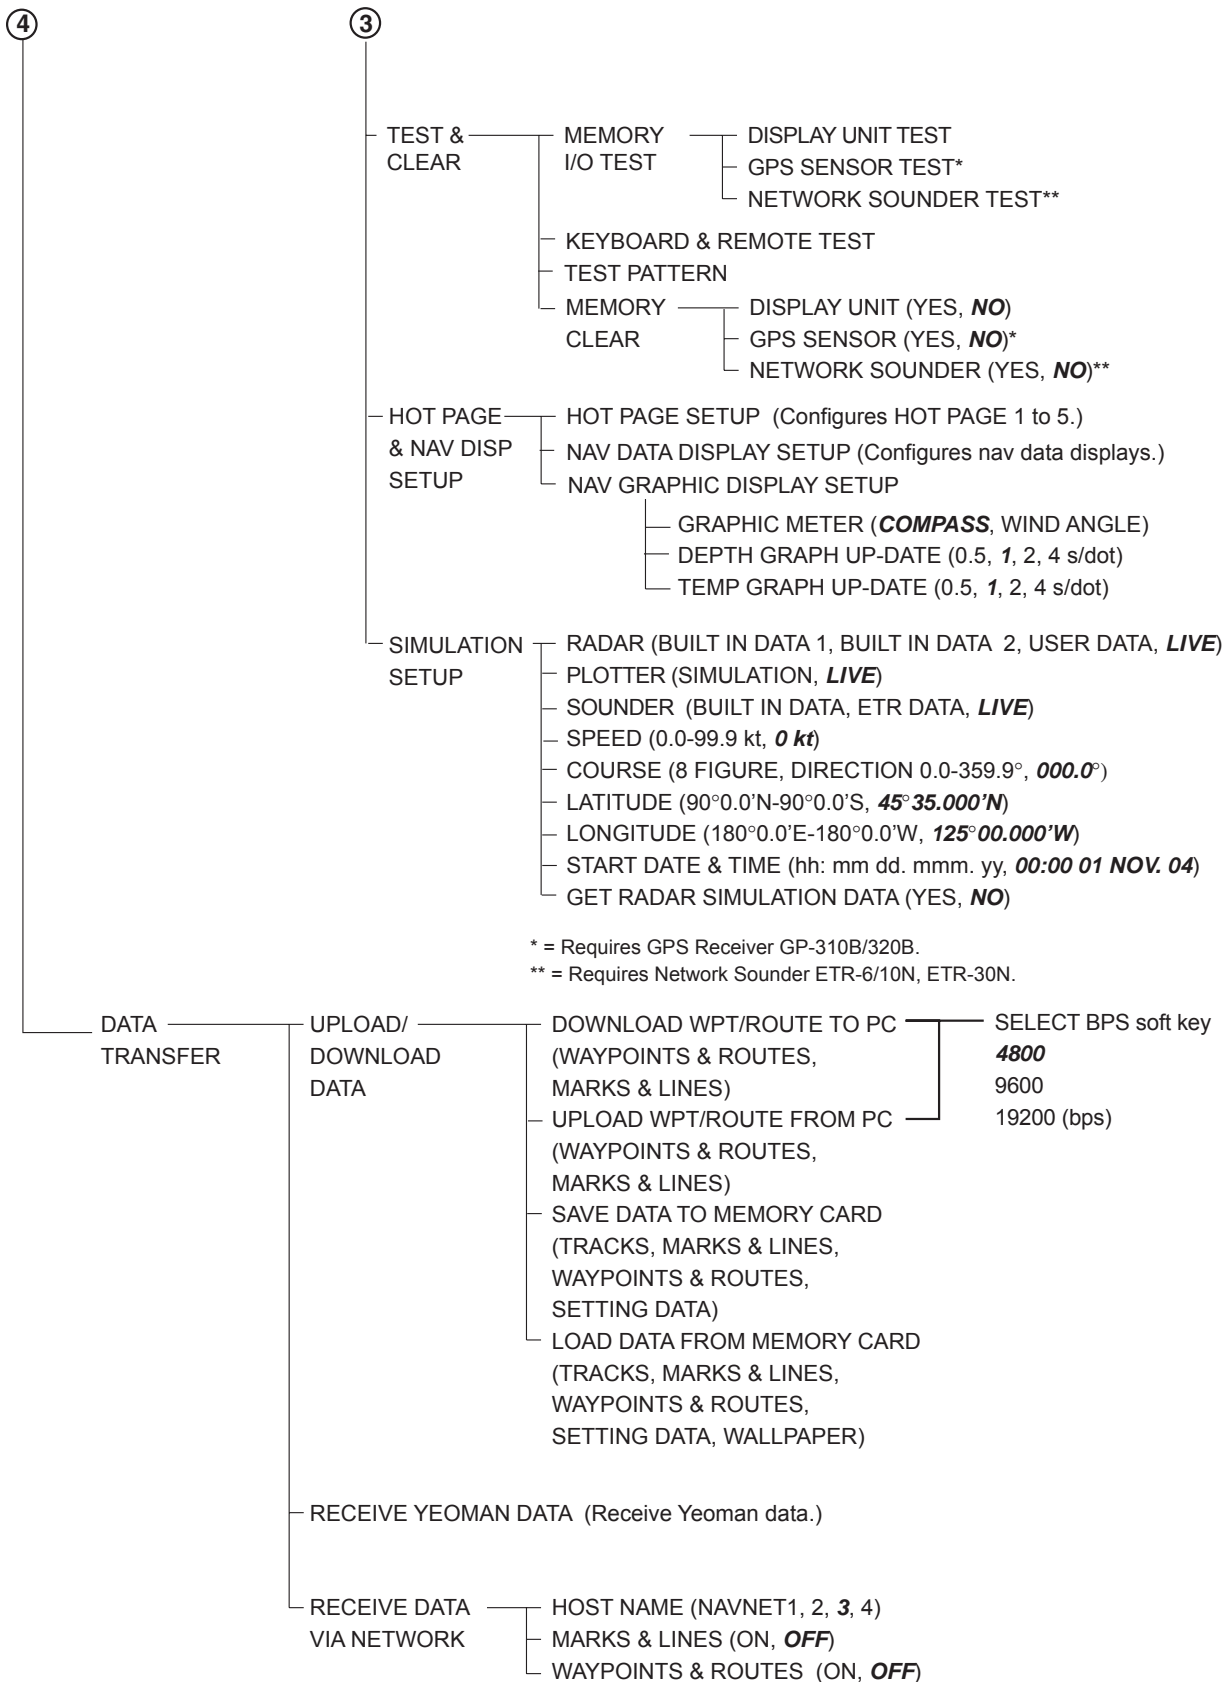 4
3
TEST & CLEAR
MEMORY I/O TEST
DISPLAY UNIT TEST
GPS SENSOR TEST*
NETWORK SOUNDER TEST**
KEYBOARD & REMOTE TEST
TEST PATTERN
MEMORY CLEAR
DISPLAY UNIT (YES, NO)
GPS SENSOR (YES, NO)*
NETWORK SOUNDER (YES, NO)**
HOT PAGE & NAV DISP SETUP
HOT PAGE SETUP (Configures HOT PAGE 1 to 5.)
NAV DATA DISPLAY SETUP (Configures nav data displays.)
NAV GRAPHIC DISPLAY SETUP
GRAPHIC METER (COMPASS, WIND ANGLE)
DEPTH GRAPH UP-DATE (0.5, 1, 2, 4 s/dot)
TEMP GRAPH UP-DATE (0.5, 1, 2, 4 s/dot)
SIMULATION SETUP
RADAR (BUILT IN DATA 1, BUILT IN DATA 2, USER DATA, LIVE)
PLOTTER (SIMULATION, LIVE)
SOUNDER (BUILT IN DATA, ETR DATA, LIVE)
SPEED (0.0-99.9 kt, 0 kt)
COURSE (8 FIGURE, DIRECTION 0.0-359.9°, 000.0°)
LATITUDE (90°0.0'N-90°0.0'S, 45°35.000'N)
LONGITUDE (180°0.0'E-180°0.0'W, 125°00.000'W)
START DATE & TIME (hh: mm dd. mmm. yy, 00:00 01 NOV. 04)
GET RADAR SIMULATION DATA (YES, NO)
* = Requires GPS Receiver GP-310B/320B.
** = Requires Network Sounder ETR-6/10N, ETR-30N.
DATA TRANSFER
UPLOAD/ DOWNLOAD DATA
DOWNLOAD WPT/ROUTE TO PC
(WAYPOINTS & ROUTES,
MARKS & LINES)
SELECT BPS soft key
4800
9600
19200 (bps)
UPLOAD WPT/ROUTE FROM PC
(WAYPOINTS & ROUTES,
MARKS & LINES)
SAVE DATA TO MEMORY CARD
(TRACKS, MARKS & LINES,
WAYPOINTS & ROUTES,
SETTING DATA)
LOAD DATA FROM MEMORY CARD
(TRACKS, MARKS & LINES,
WAYPOINTS & ROUTES,
SETTING DATA, WALLPAPER)
RECEIVE YEOMAN DATA (Receive Yeoman data.)
RECEIVE DATA VIA NETWORK
HOST NAME (NAVNET1, 2, 3, 4)
MARKS & LINES (ON, OFF)
WAYPOINTS & ROUTES (ON, OFF)